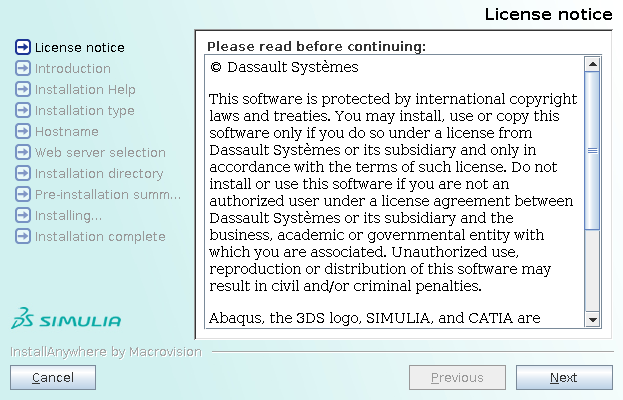 License notice
License notice
Introduction
Installation Help
Installation type
Hostname
Web server selection
Installation directory
Pre-installation summ...
Installing...
Installation complete
Please read before continuing:
© Dassault Systèmes
This software is protected by international copyright
laws and treaties. You may install, use or copy this
software only if you do so under a license from
Dassault Systèmes or its subsidiary and only in
accordance with the terms of such license. Do not
install or use this software if you are not an
authorized user under a license agreement between
Dassault Systèmes or its subsidiary and the
business, academic or governmental entity with
which you are associated. Unauthorized use,
reproduction or distribution of this software may
result in civil and/or criminal penalties.
Abaqus, the 3DS logo, SIMULIA, and CATIA are
3DS SIMULIA
InstallAnywhere by Macrovision
Cancel
Previous
Next